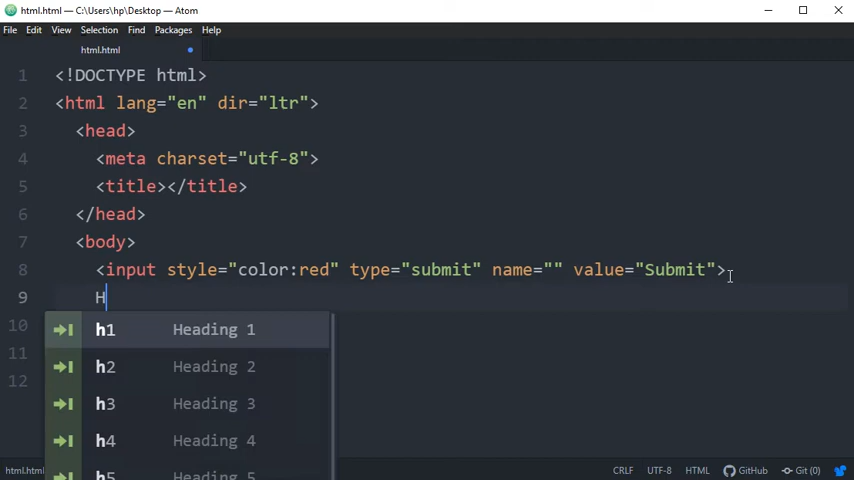 html.html — C:\Users\hp\Desktop — Atom
File Edit View Selection Find Packages Help
html.html
1 <!DOCTYPE html>
2 <html lang="en" dir="ltr">
3 <head>
4 <meta charset="utf-8">
5 <title></title>
6 </head>
7 <body>
8 <input style="color:red" type="submit" name="" value="Submit">
9 H
10
11
12
h1 Heading 1
h2 Heading 2
h3 Heading 3
h4 Heading 4
h5 Heading 5
html.html CRLF UTF-8 HTML GitHub Git (0)